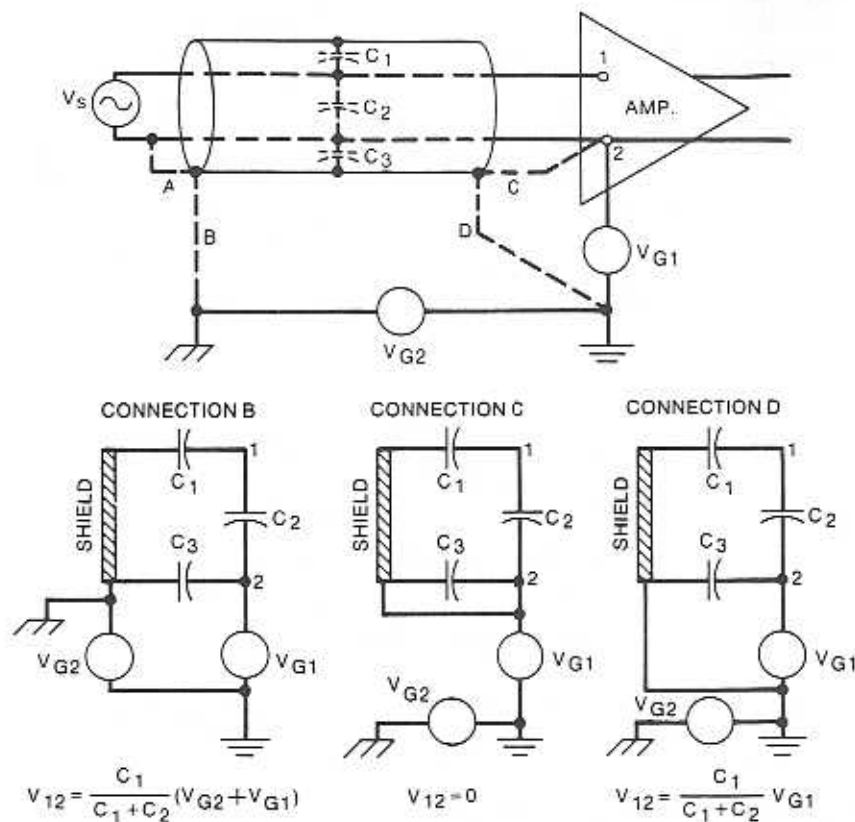 C1
1
VS
C2
AMP.
C3
2
A
C
B
D
VG1
VG2
CONNECTION B
CONNECTION C
CONNECTION D
1
1
1
C1
C1
C1
SHIELD
C2
SHIELD
C2
SHIELD
C2
C3
C3
C3
2
2
2
VG2
VG1
VG1
VG1
VG2
VG2
V12 = C1/(C1+C2) (VG2+VG1)
V12=0
V12 = C1/(C1+C2) VG1